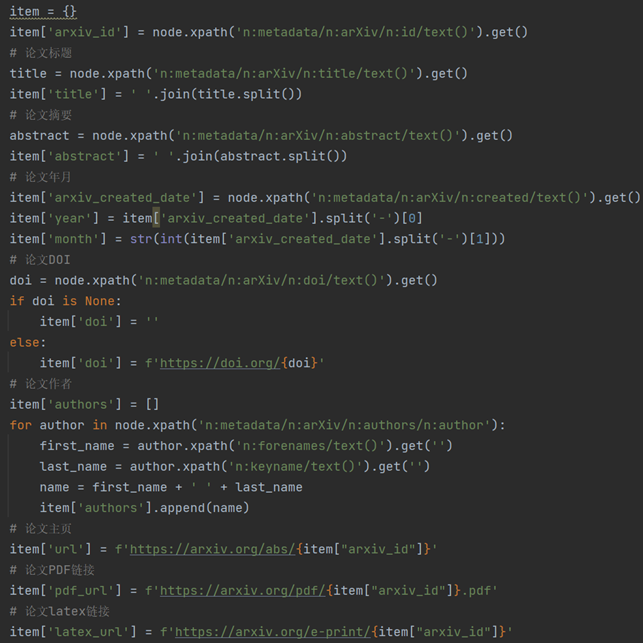 item = {}
item['arxiv_id'] = node.xpath('n:metadata/n:arXiv/n:id/text()').get()
# 论文标题
title = node.xpath('n:metadata/n:arXiv/n:title/text()').get()
item['title'] = ' '.join(title.split())
# 论文摘要
abstract = node.xpath('n:metadata/n:arXiv/n:abstract/text()').get()
item['abstract'] = ' '.join(abstract.split())
# 论文年月
item['arxiv_created_date'] = node.xpath('n:metadata/n:arXiv/n:created/text()').get()
item['year'] = item['arxiv_created_date'].split('-')[0]
item['month'] = str(int(item['arxiv_created_date'].split('-')[1]))
# 论文DOI
doi = node.xpath('n:metadata/n:arXiv/n:doi/text()').get()
if doi is None:
    item['doi'] = ''
else:
    item['doi'] = f'https://doi.org/{doi}'
# 论文作者
item['authors'] = []
for author in node.xpath('n:metadata/n:arXiv/n:authors/n:author'):
    first_name = author.xpath('n:forenames/text()').get('')
    last_name = author.xpath('n:keyname/text()').get('')
    name = first_name + ' ' + last_name
    item['authors'].append(name)
# 论文主页
item['url'] = f'https://arxiv.org/abs/{item["arxiv_id"]}'
# 论文PDF链接
item['pdf_url'] = f'https://arxiv.org/pdf/{item["arxiv_id"]}.pdf'
# 论文latex链接
item['latex_url'] = f'https://arxiv.org/e-print/{item["arxiv_id"]}'